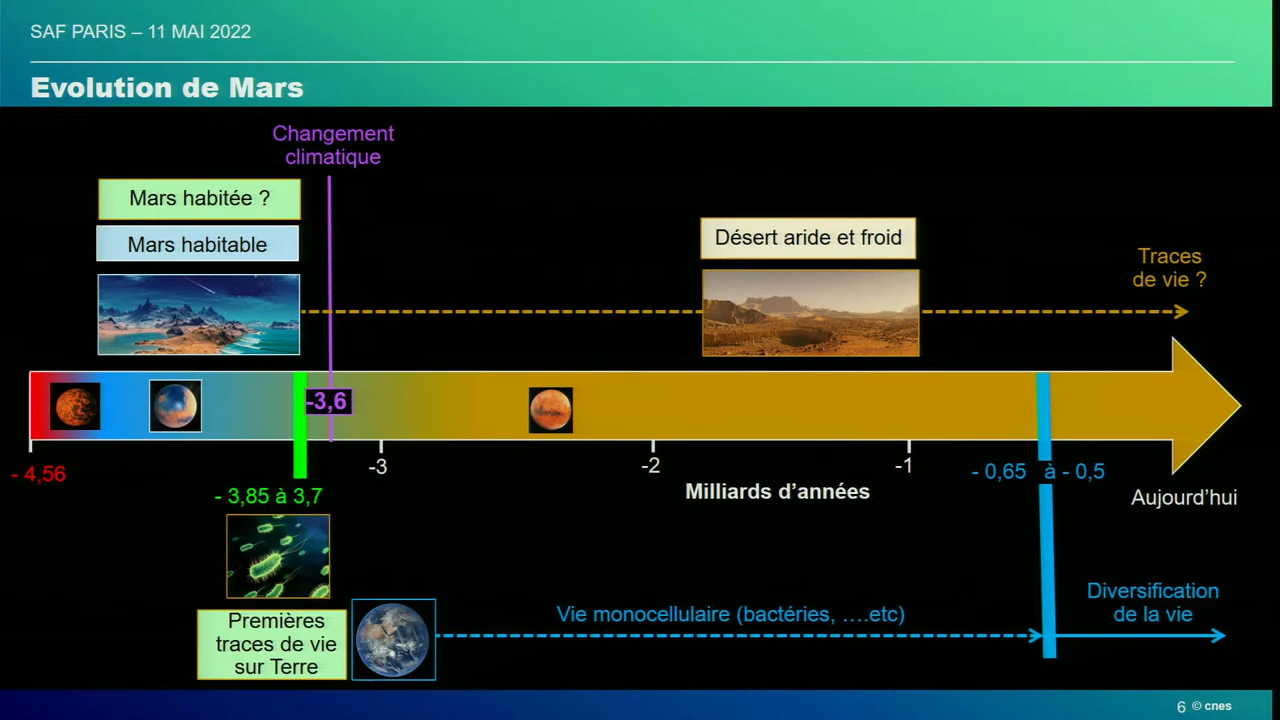 SAF PARIS – 11 MAI 2022
Evolution de Mars
Changement
climatique
Mars habitée ?
Mars habitable
Désert aride et froid
Traces
de vie ?
-3,6
- 4,56
-3
-2
-1
- 0,65 à - 0,5
- 3,85 à 3,7
Milliards d’années
Aujourd’hui
Premières
traces de vie
sur Terre
Vie monocellulaire (bactéries, ….etc)
Diversification
de la vie
6 © cnes